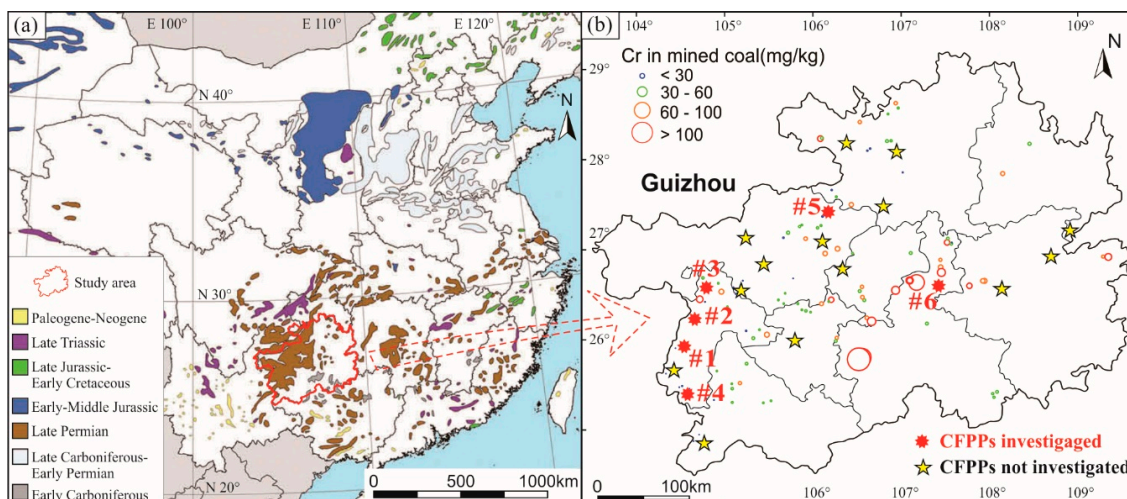 (a)
E 100°
E 110°
E 120°
N 40°
N
N 30°
N 20°
Study area
Paleogene-Neogene
Late Triassic
Late Jurassic-
Early Cretaceous
Early-Middle Jurassic
Late Permian
Late Carboniferous-
Early Permian
Early Carboniferous
0 500 1000km
(b)
104° 105° 106° 107° 108° 109°
Cr in mined coal(mg/kg)
< 30
30 - 60
60 - 100
> 100
N
29°
28°
27°
26°
Guizhou
#5
#3
#6
#2
#1
#4
CFPPs investigaged
CFPPs not investigated
0 100km
106° 107° 108° 109°